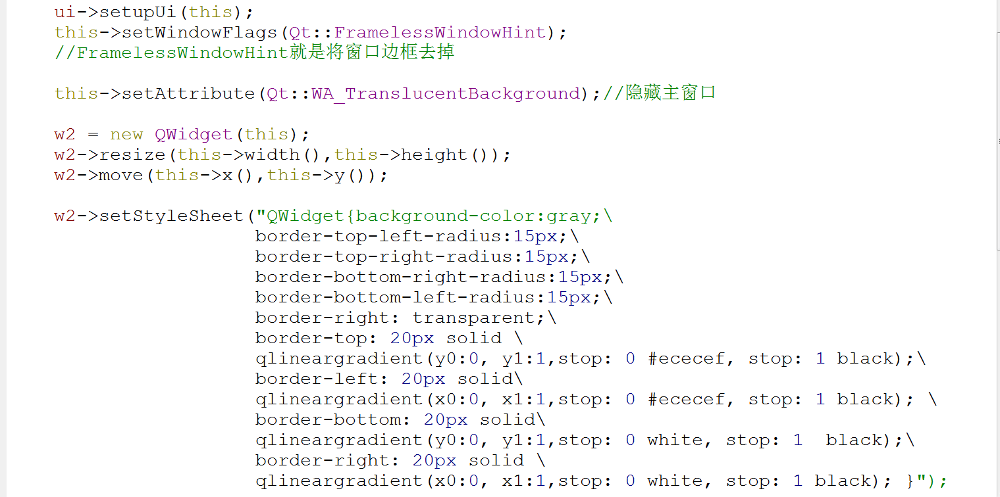 ui->setupUi(this);
this->setWindowFlags(Qt::FramelessWindowHint);
//FramelessWindowHint就是将窗口边框去掉
this->setAttribute(Qt::WA_TranslucentBackground);//隐藏主窗口
w2 = new QWidget(this);
w2->resize(this->width(),this->height());
w2->move(this->x(),this->y());
w2->setStyleSheet("QWidget{background-color:gray;\
border-top-left-radius:15px;\
border-top-right-radius:15px;\
border-bottom-right-radius:15px;\
border-bottom-left-radius:15px;\
border-right: transparent;\
border-top: 20px solid \
qlineargradient(y0:0, y1:1,stop: 0 #ececef, stop: 1 black);\
border-left: 20px solid\
qlineargradient(x0:0, x1:1,stop: 0 #ececef, stop: 1 black); \
border-bottom: 20px solid\
qlineargradient(y0:0, y1:1,stop: 0 white, stop: 1  black);\
border-right: 20px solid \
qlineargradient(x0:0, x1:1,stop: 0 white, stop: 1 black); }");